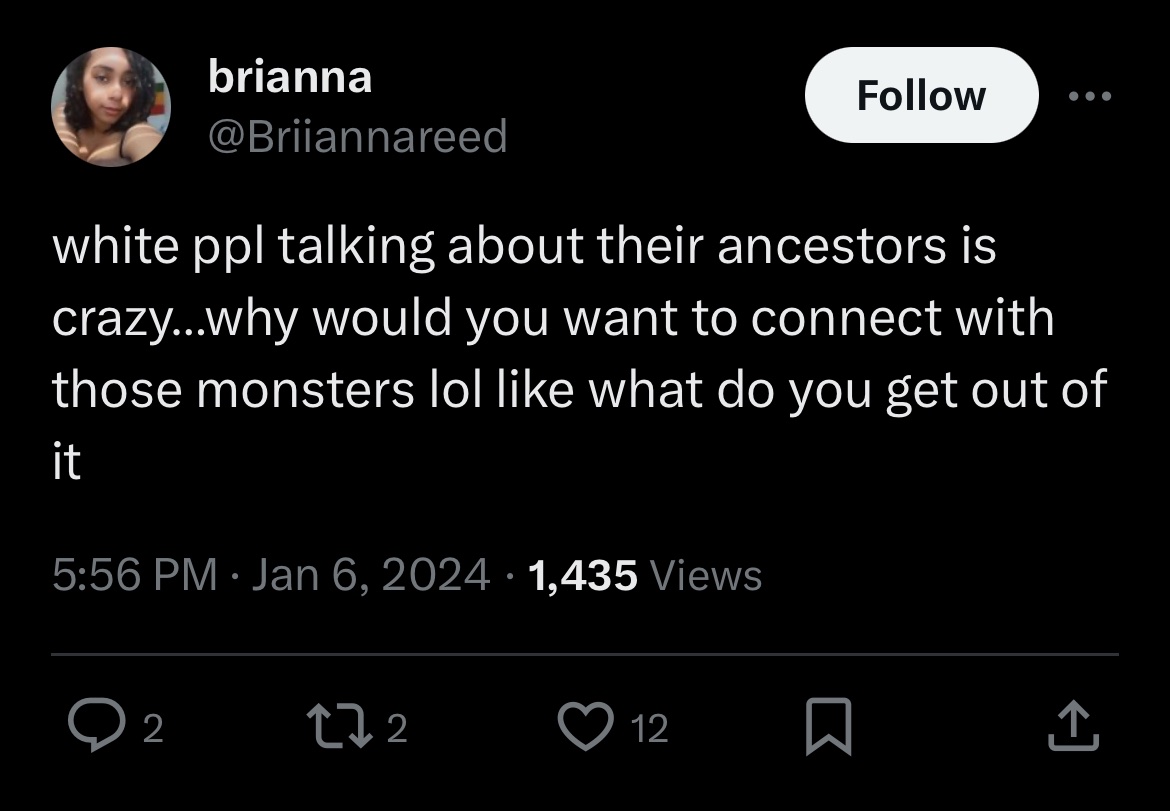 brianna
@Briiannareed
Follow
white ppl talking about their ancestors is
crazy...why would you want to connect with
those monsters lol like what do you get out of
it
5:56 PM · Jan 6, 2024 · 1,435 Views
2
2
12